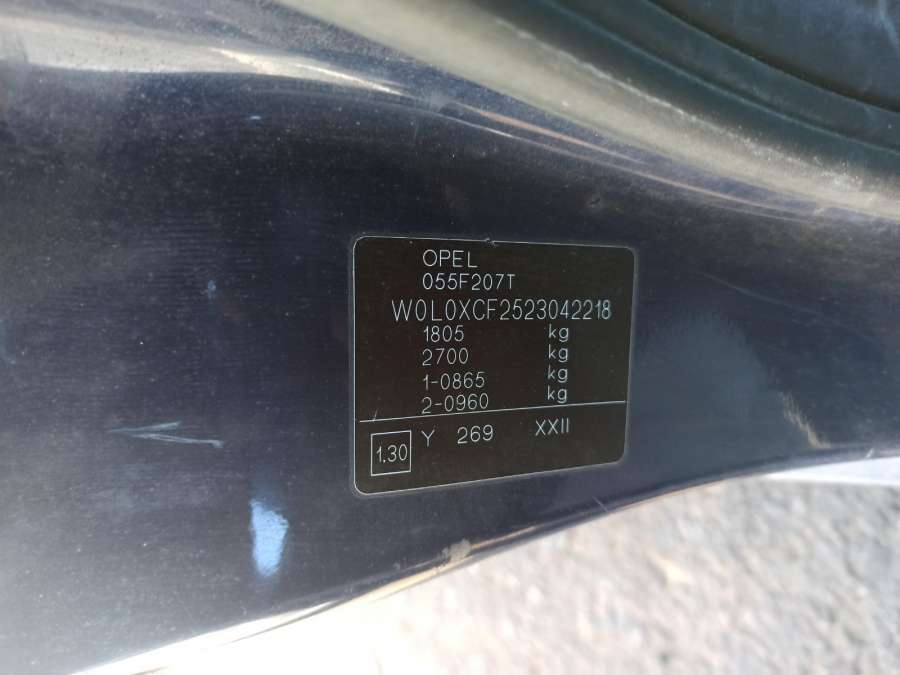 OPEL
055F207T
W0L0XCF2523042218
1805 kg
2700 kg
1-0865 kg
2-0960 kg
1.30 Y 269 XXII